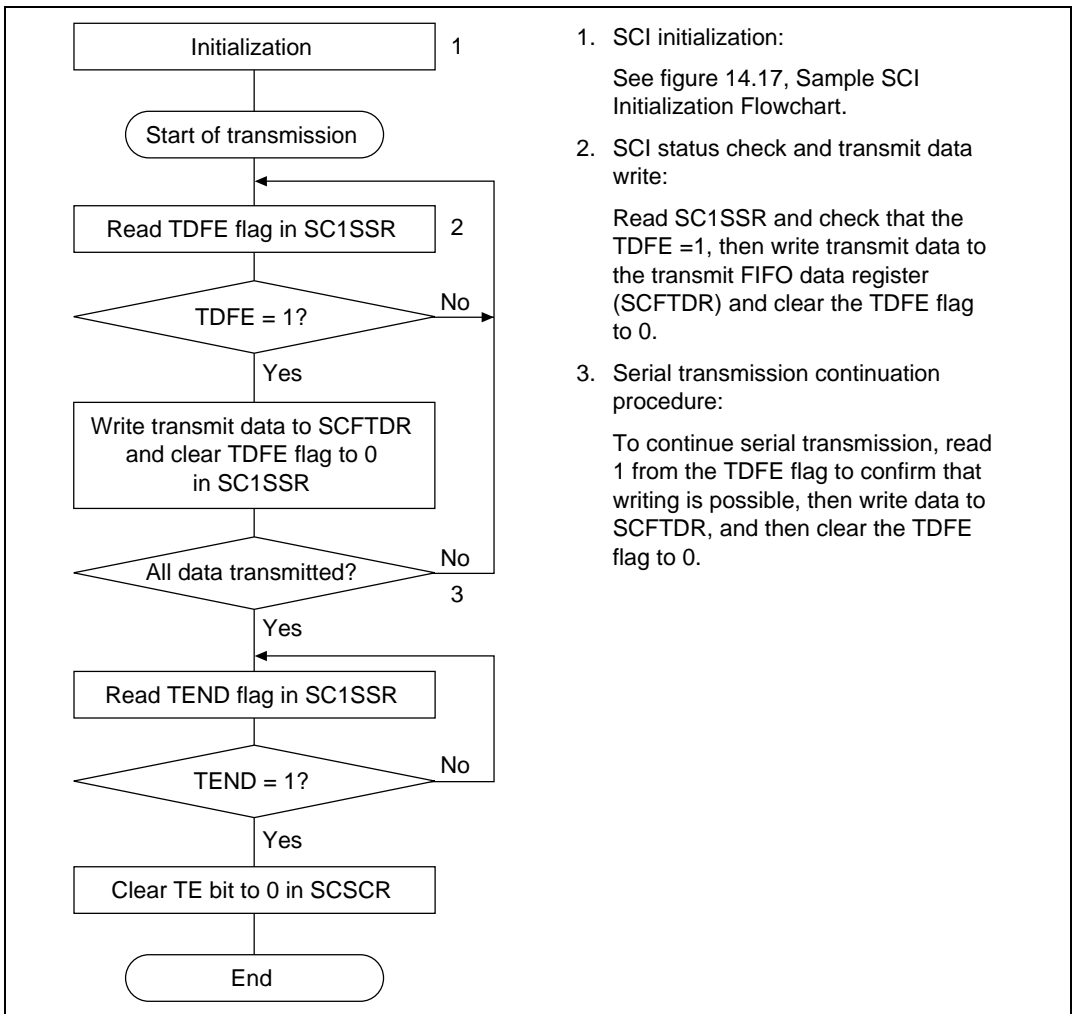 Initialization
1
Start of transmission
Read TDFE flag in SC1SSR
2
TDFE = 1?
No
Yes
Write transmit data to SCFTDR
and clear TDFE flag to 0
in SC1SSR
All data transmitted?
No
3
Yes
Read TEND flag in SC1SSR
TEND = 1?
No
Yes
Clear TE bit to 0 in SCSCR
End
1. SCI initialization:
See figure 14.17, Sample SCI
Initialization Flowchart.
2. SCI status check and transmit data
write:
Read SC1SSR and check that the
TDFE =1, then write transmit data to
the transmit FIFO data register
(SCFTDR) and clear the TDFE flag
to 0.
3. Serial transmission continuation
procedure:
To continue serial transmission, read
1 from the TDFE flag to confirm that
writing is possible, then write data to
SCFTDR, and then clear the TDFE
flag to 0.